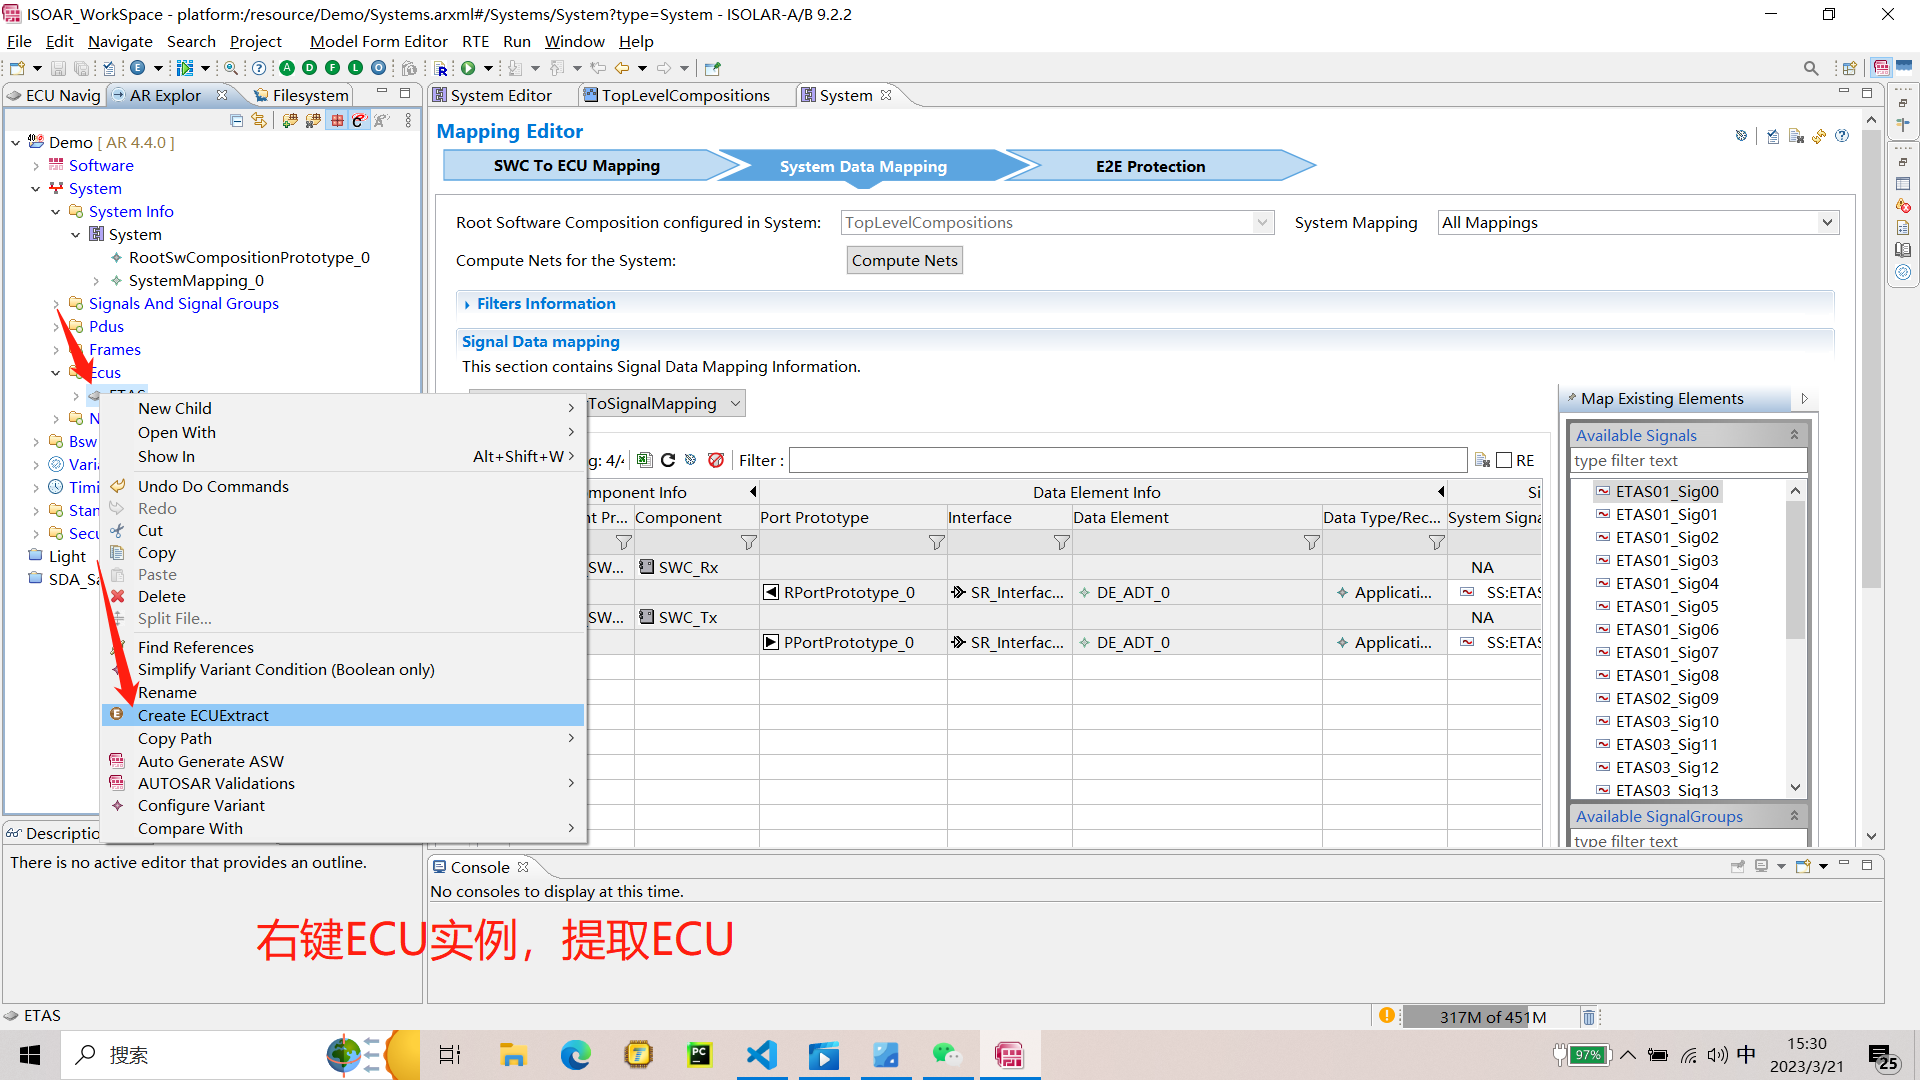 ISOAR_WorkSpace - platform:/resource/Demo/Systems.arxml#/Systems/System?type=System - ISOLAR-A/B 9.2.2
File Edit Navigate Search Project Model Form Editor RTE Run Window Help
ECU Navig
AR Explor
Filesystem
System Editor
TopLevelCompositions
System
Demo [ AR 4.4.0 ]
Software
System
System Info
System
RootSwCompositionPrototype_0
SystemMapping_0
Signals And Signal Groups
Pdus
Frames
Ecus
ETAS
N
Bsw
Varia
Timi
Stan
Secu
Light
SDA_Sa
New Child
Open With
Show In Alt+Shift+W
Undo Do Commands
Redo
Cut
Copy
Paste
Delete
Split File...
Find References
Simplify Variant Condition (Boolean only)
Rename
Create ECUExtract
Copy Path
Auto Generate ASW
AUTOSAR Validations
Configure Variant
Compare With
Mapping Editor
SWC To ECU Mapping
System Data Mapping
E2E Protection
Root Software Composition configured in System: TopLevelCompositions System Mapping All Mappings
Compute Nets for the System: Compute Nets
Filters Information
Signal Data mapping
This section contains Signal Data Mapping Information.
ToSignalMapping
g: 4/4 Filter : RE
mponent Info Data Element Info Si
nt Pr... Component Port Prototype Interface Data Element Data Type/Rec... System Signa
SW... SWC_Rx NA
RPortPrototype_0 SR_Interfac... DE_ADT_0 Applicati... SS:ETAS
SW... SWC_Tx NA
PPortPrototype_0 SR_Interfac... DE_ADT_0 Applicati... SS:ETAS
Map Existing Elements
Available Signals
type filter text
ETAS01_Sig00
ETAS01_Sig01
ETAS01_Sig02
ETAS01_Sig03
ETAS01_Sig04
ETAS01_Sig05
ETAS01_Sig06
ETAS01_Sig07
ETAS01_Sig08
ETAS02_Sig09
ETAS03_Sig10
ETAS03_Sig11
ETAS03_Sig12
ETAS03_Sig13
Available SignalGroups
type filter text
Descriptio
There is no active editor that provides an outline.
Console
No consoles to display at this time.
右键ECU实例，提取ECU
ETAS
317M of 451M
搜索
97%
中
15:30
2023/3/21
25